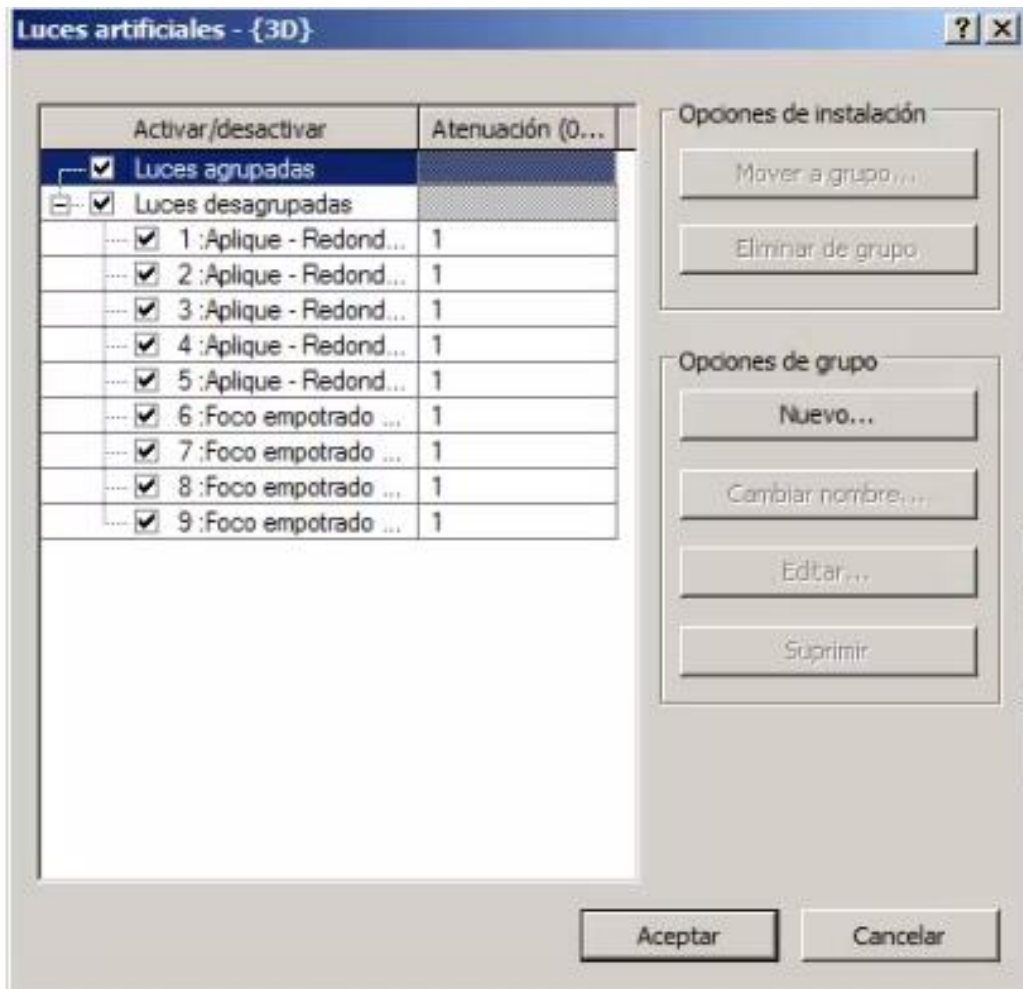 Luces artificiales - {3D}
Activar/desactivar
Atenuación (0...
Luces agrupadas
Luces desagrupadas
1 :Aplique - Redond... 1
2 :Aplique - Redond... 1
3 :Aplique - Redond... 1
4 :Aplique - Redond... 1
5 :Aplique - Redond... 1
6 :Foco empotrado ... 1
7 :Foco empotrado ... 1
8 :Foco empotrado ... 1
9 :Foco empotrado ... 1
Opciones de instalación
Mover a grupo...
Eliminar de grupo
Opciones de grupo
Nuevo...
Cambiar nombre...
Editar...
Suprimir
Aceptar
Cancelar